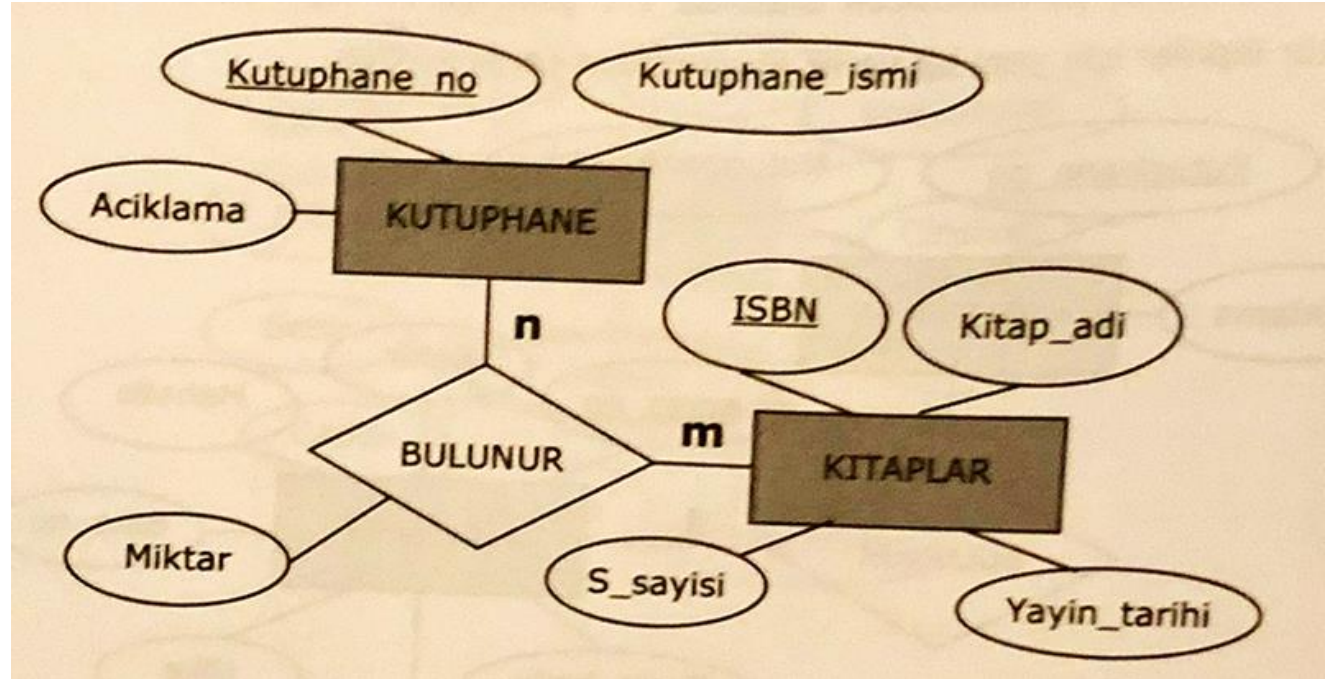 Kutuphane_no
Kutuphane_ismi
Aciklama
KUTUPHANE
n
ISBN
Kitap_adi
m
BULUNUR
KITAPLAR
Miktar
S_sayisi
Yayin_tarihi